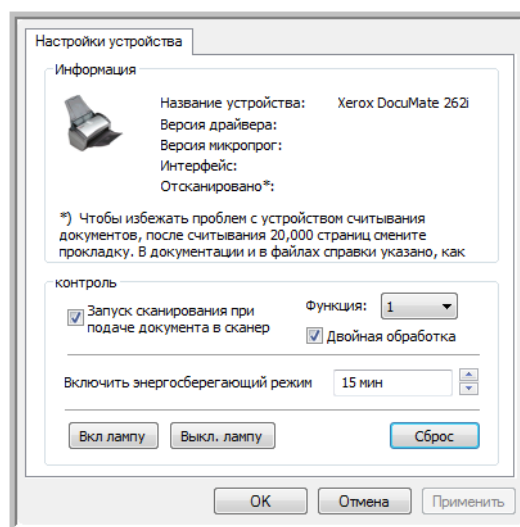 Настройки устройства
Информация
Название устройства: Xerox DocuMate 262i
Версия драйвера:
Версия микропрог:
Интерфейс:
Отсканировано*:
*) Чтобы избежать проблем с устройством считывания
документов, после считывания 20,000 страниц смените
прокладку. В документации и в файлах справки указано, как
контроль
Запуск сканирования при
подаче документа в сканер
Функция: 1
Двойная обработка
Включить энергосберегающий режим 15 мин
Вкл лампу Выкл. лампу Сброс
OK Отмена Применить